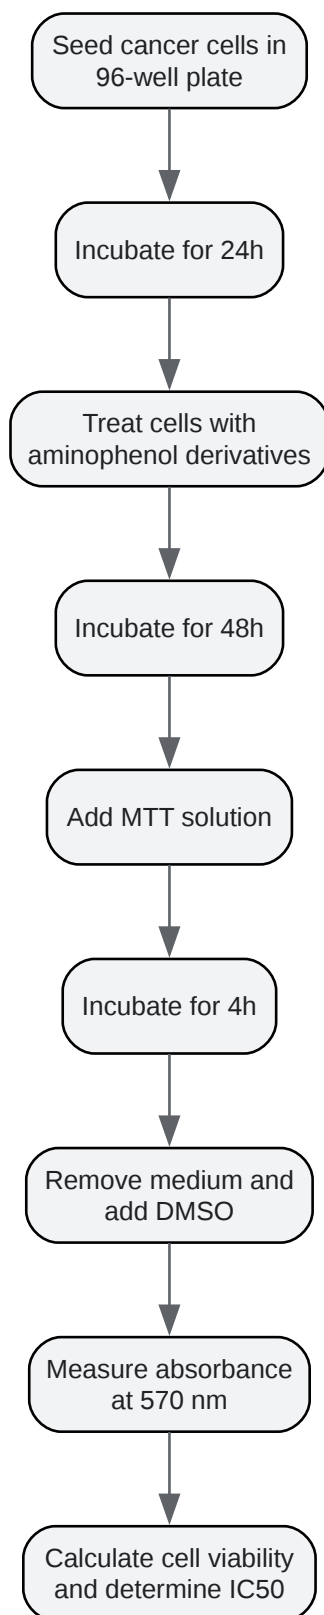 Seed cancer cells in
96-well plate
Incubate for 24h
Treat cells with
aminophenol derivatives
Incubate for 48h
Add MTT solution
Incubate for 4h
Remove medium and
add DMSO
Measure absorbance
at 570 nm
Calculate cell viability
and determine IC50